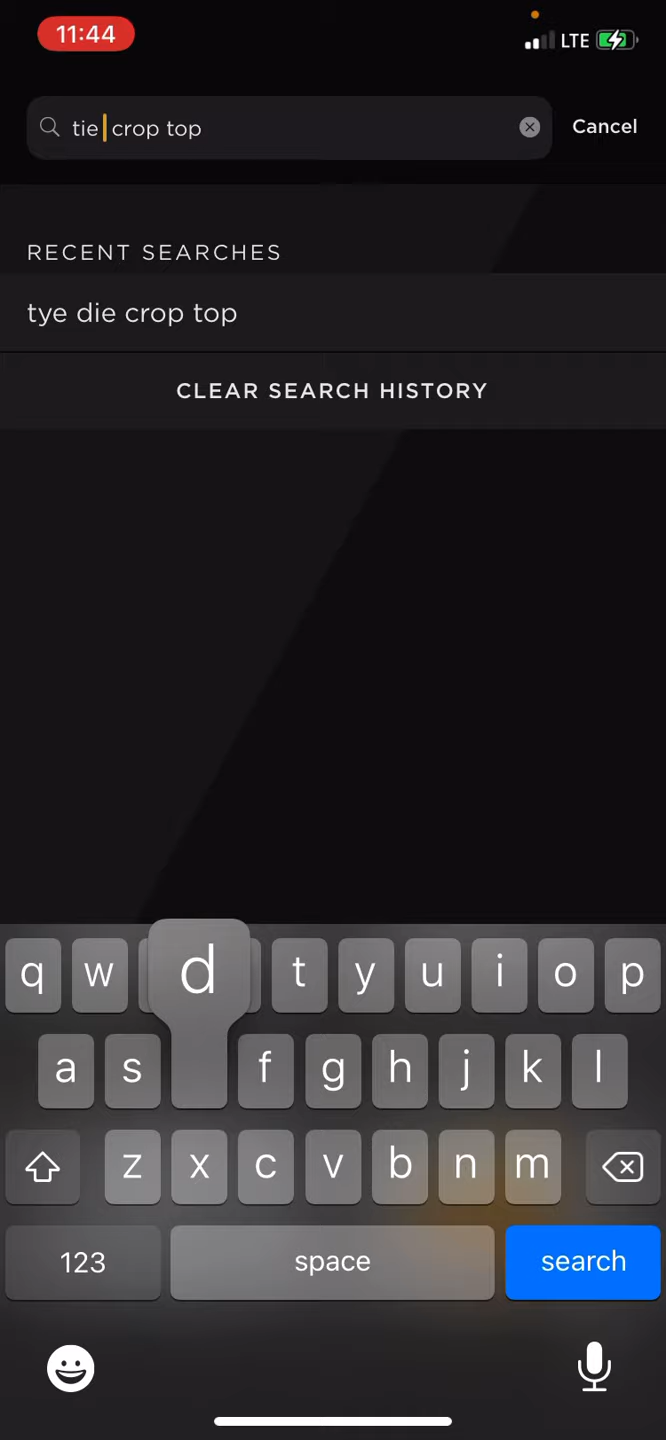 11:44
LTE
tie crop top
Cancel
RECENT SEARCHES
tye die crop top
CLEAR SEARCH HISTORY
q w d t y u i o p
a s f g h j k l
z x c v b n m
123 space search